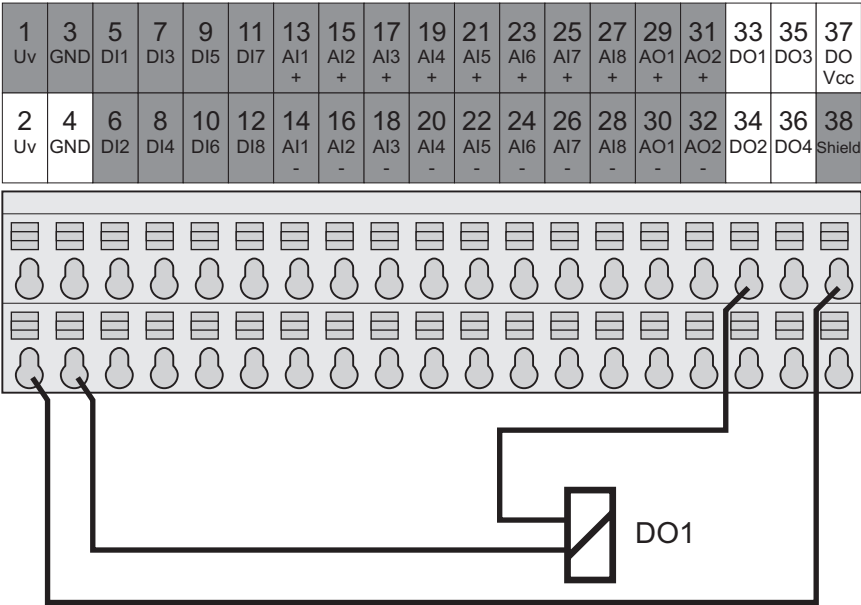 1 3 5 7 9 11 13 15 17 19 21 23 25 27 29 31 33 35 37
Uv GND DI1 DI3 DI5 DI7 AI1 AI2 AI3 AI4 AI5 AI6 AI7 AI8 AO1 AO2 DO1 DO3 DO
+ + + + + + + + + + Vcc
2 4 6 8 10 12 14 16 18 20 22 24 26 28 30 32 34 36 38
Uv GND DI2 DI4 DI6 DI8 AI1 AI2 AI3 AI4 AI5 AI6 AI7 AI8 AO1 AO2 DO2 DO4 Shield
- - - - - - - - - -
DO1